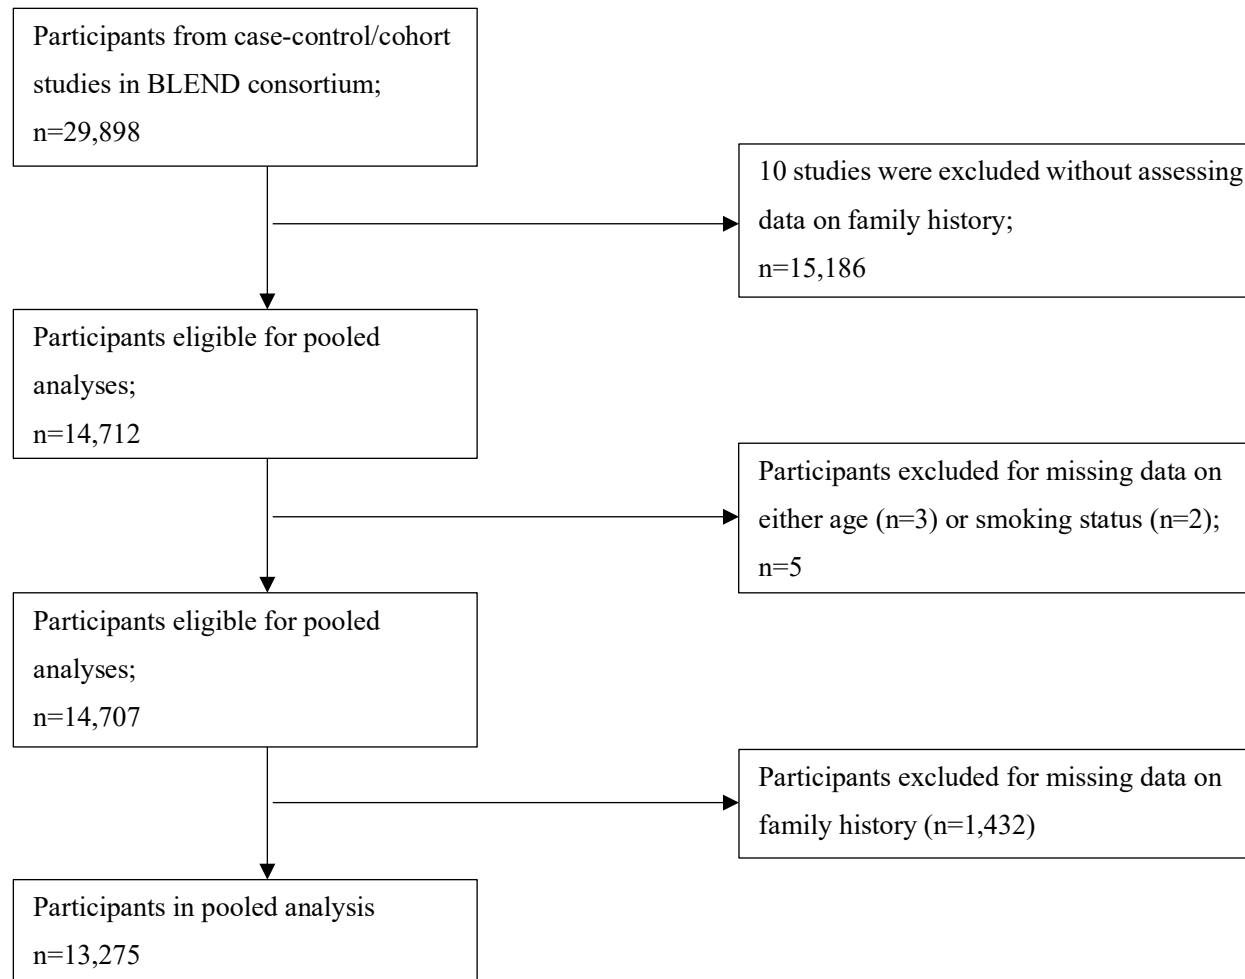 Participants from case-control/cohort
studies in BLEND consortium;
n=29,898
10 studies were excluded without assessing
data on family history;
n=15,186
Participants eligible for pooled
analyses;
n=14,712
Participants excluded for missing data on
either age (n=3) or smoking status (n=2);
n=5
Participants eligible for pooled
analyses;
n=14,707
Participants excluded for missing data on
family history (n=1,432)
Participants in pooled analysis
n=13,275